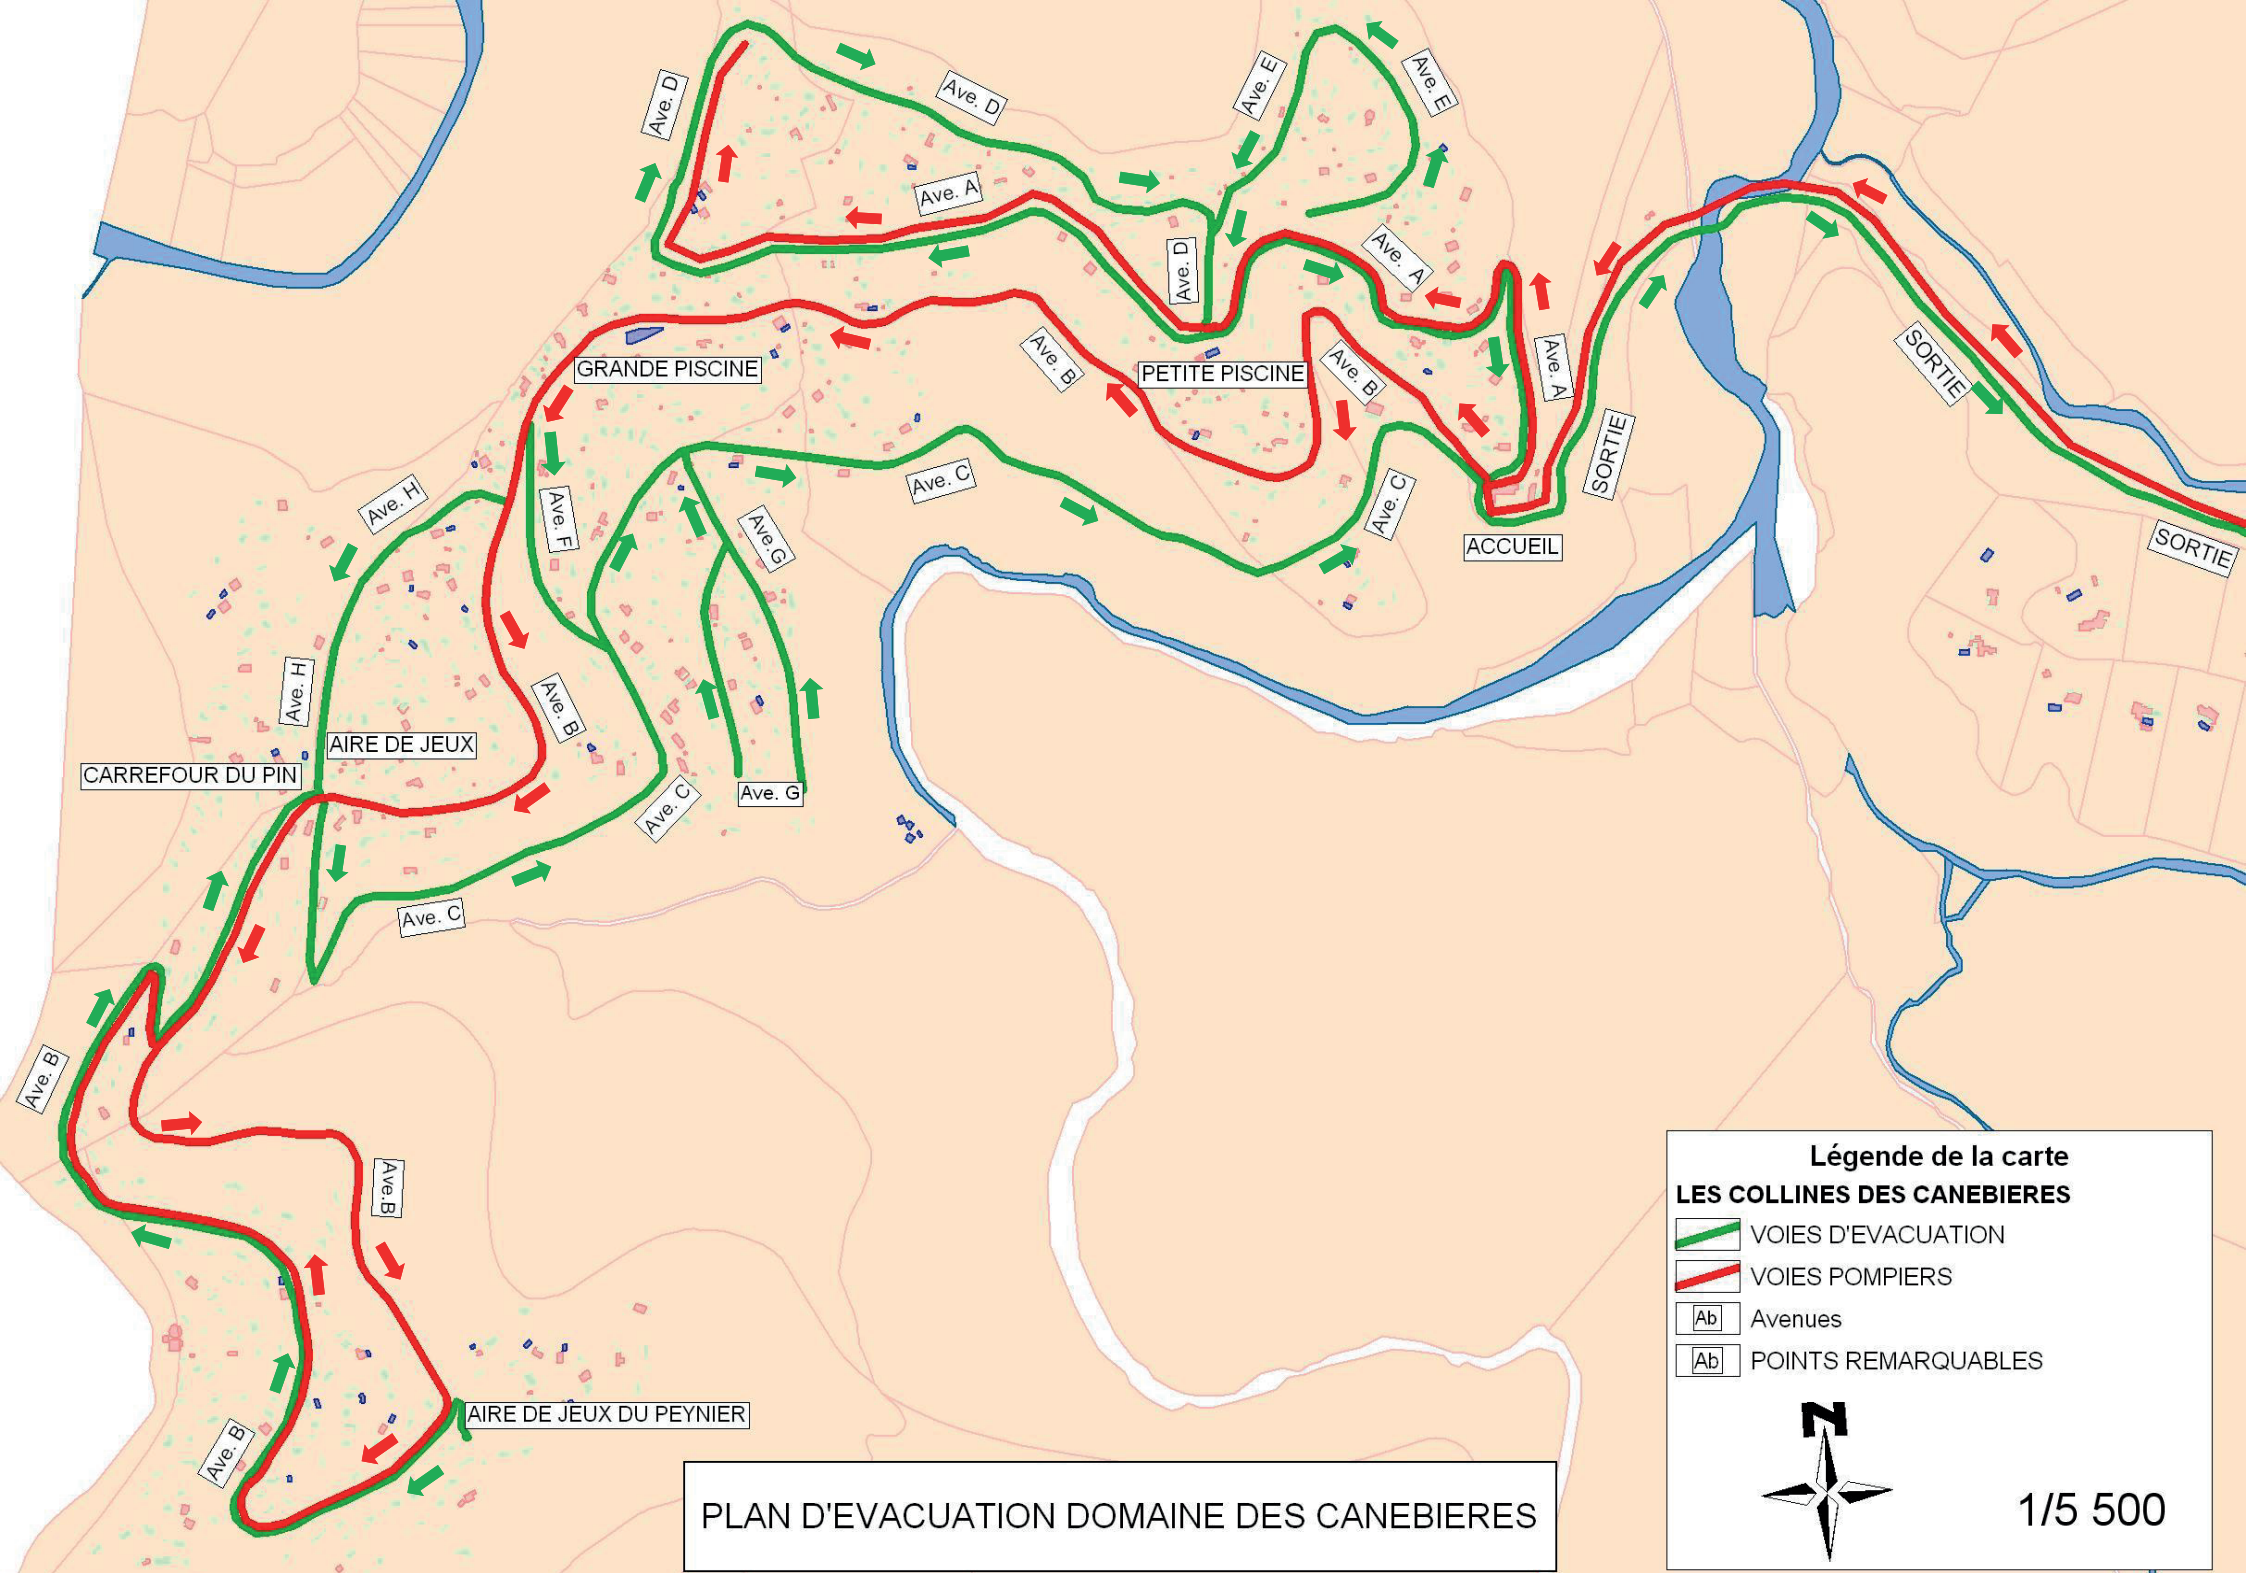 Ave. D
Ave. D
Ave. E
Ave. E
Ave. A
Ave. D
Ave. A
Ave. A
SORTIE
SORTIE
SORTIE
GRANDE PISCINE
Ave. B
PETITE PISCINE
Ave. B
Ave. H
Ave. F
Ave. G
Ave. C
Ave. C
ACCUEIL
Ave. H
Ave. B
AIRE DE JEUX
CARREFOUR DU PIN
Ave. C
Ave. G
Ave. C
Ave. B
Ave.B
AIRE DE JEUX DU PEYNIER
Ave. B
PLAN D'EVACUATION DOMAINE DES CANEBIERES
Légende de la carte
LES COLLINES DES CANEBIERES
VOIES D'EVACUATION
VOIES POMPIERS
Ab Avenues
Ab POINTS REMARQUABLES
N
1/5 500